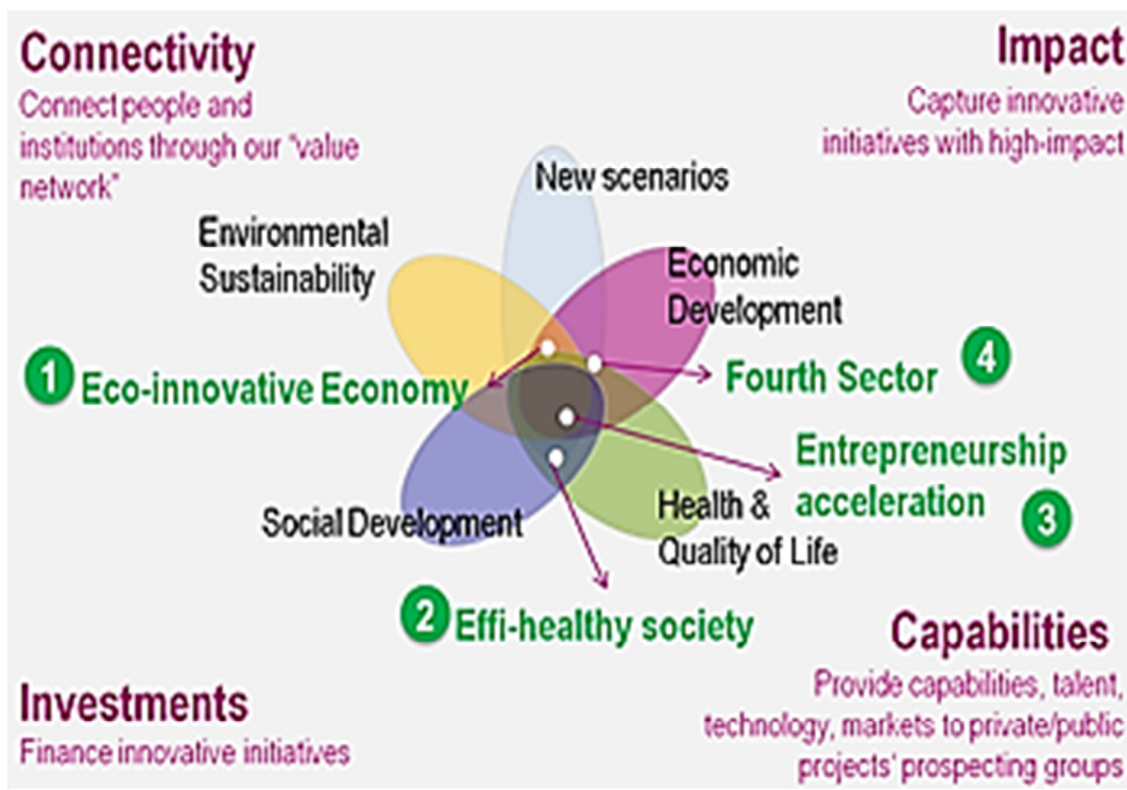 Connectivity
Connect people and
institutions through our "value
network"
Impact
Capture innovative
initiatives with high-impact
New scenarios
Environmental
Sustainability
Economic
Development
1 Eco-innovative Economy
Fourth Sector 4
Entrepreneurship
acceleration 3
Social Development
Health &
Quality of Life
2 Effi-healthy society
Capabilities
Provide capabilities, talent,
technology, markets to private/public
projects' prospecting groups
Investments
Finance innovative initiatives